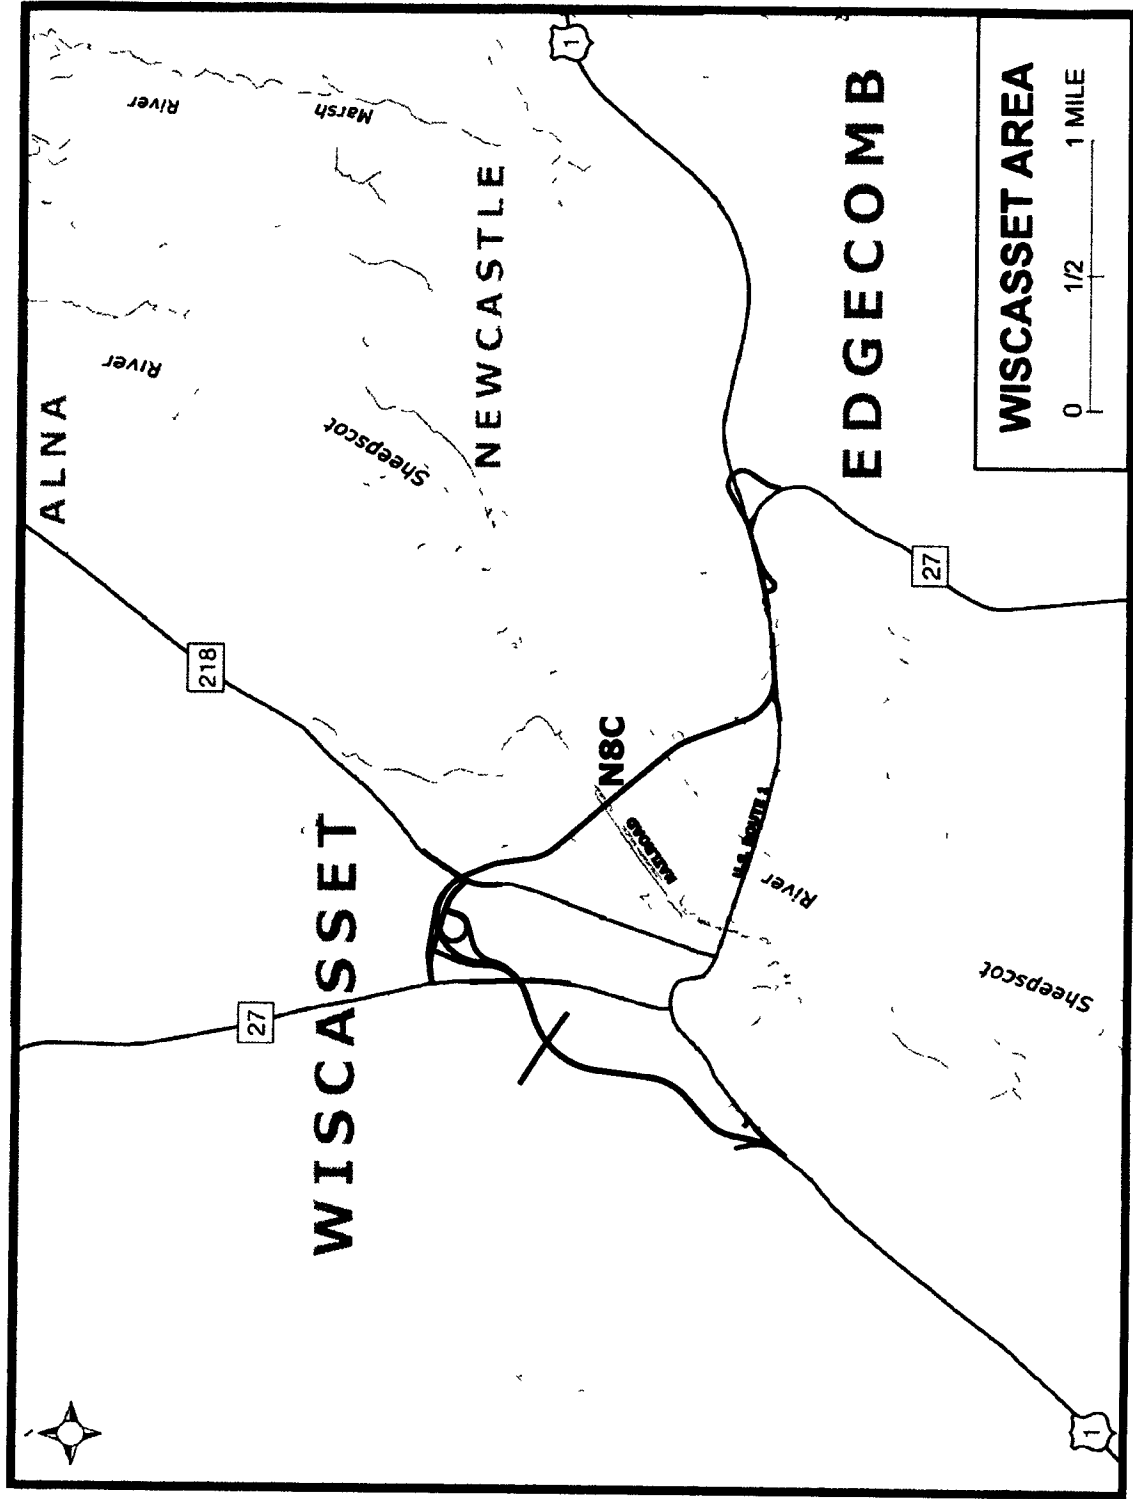 ALNA
218
27
WISCASSET
River
River
Marsh
Sheepscot
NEWCASTLE
1
N8C
RAILROAD
U.S. ROUTE 1
River
Sheepscot
27
EDGECOMB
1
WISCASSET AREA
0 1/2 1 MILE